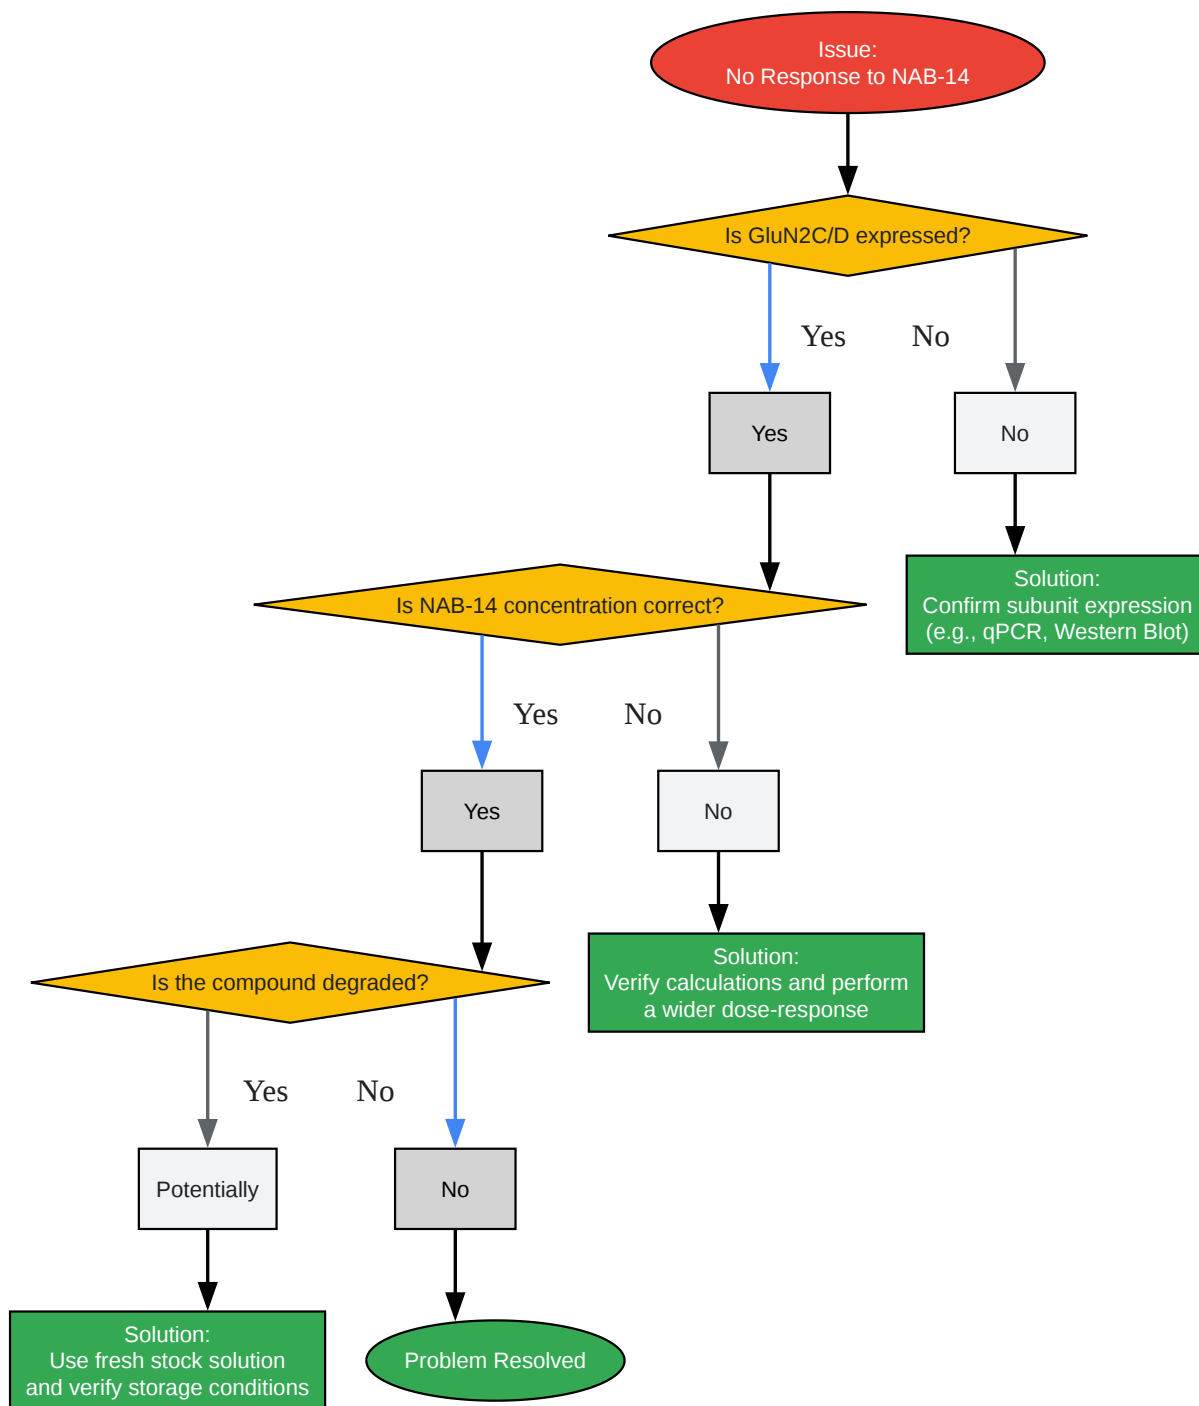 Issue:
No Response to NAB-14
Is GluN2C/D expressed?
Yes
No
Yes
No
Solution:
Confirm subunit expression
(e.g., qPCR, Western Blot)
Is NAB-14 concentration correct?
Yes
No
Yes
No
Solution:
Verify calculations and perform
a wider dose-response
Is the compound degraded?
Yes
No
Potentially
No
Solution:
Use fresh stock solution
and verify storage conditions
Problem Resolved